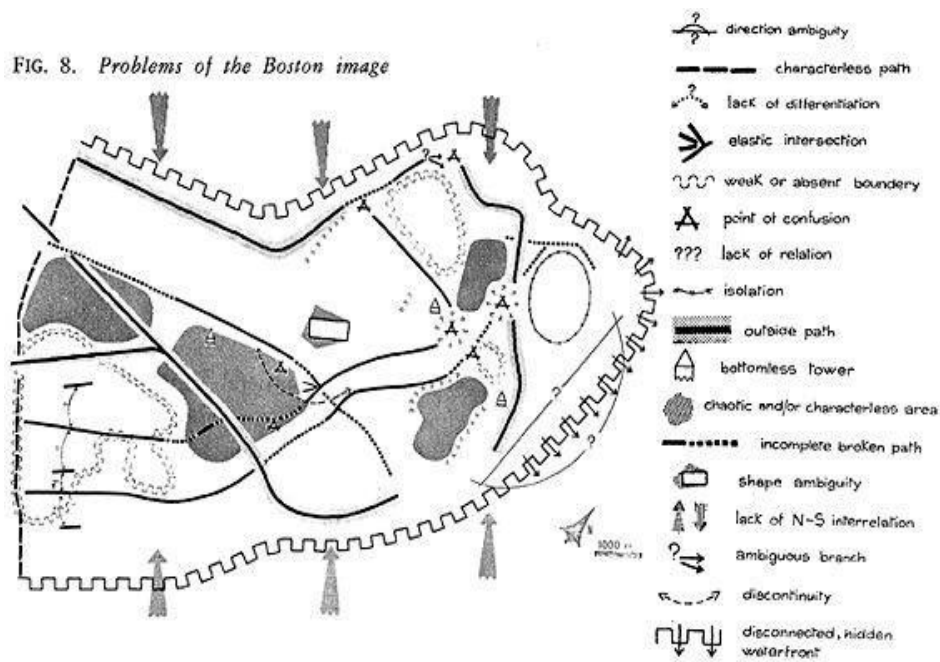 FIG. 8. Problems of the Boston image
?
?
direction ambiguity
characterless path
?
lack of differentiation
elastic intersection
weak or absent boundary
point of confusion
??? lack of relation
isolation
outside path
bottomless tower
chaotic and/or characterless area
incomplete broken path
shape ambiguity
lack of N-S interrelation
?
ambiguous branch
discontinuity
disconnected, hidden
waterfront
?
?
?
?
1000